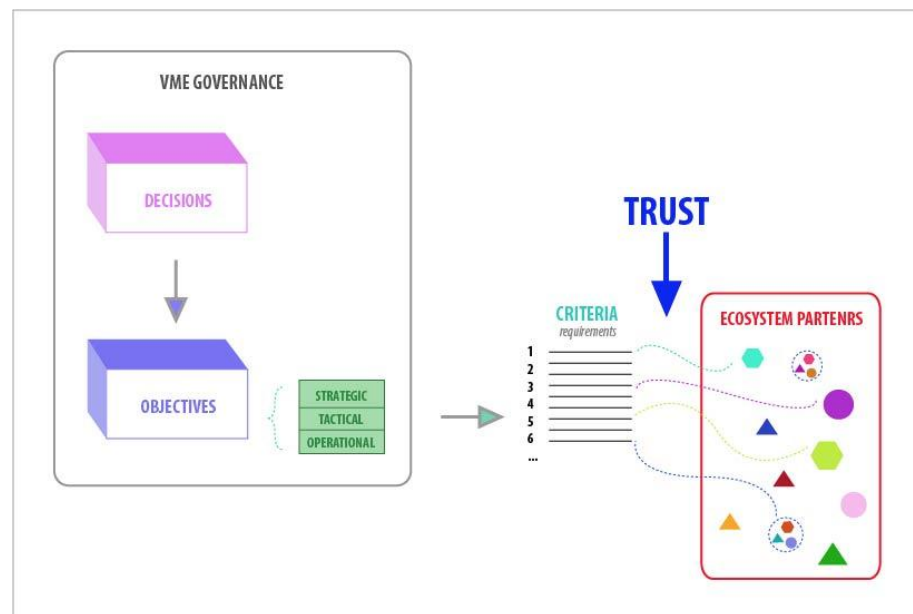 VME GOVERNANCE
DECISIONS
OBJECTIVES
STRATEGIC
TACTICAL
OPERATIONAL
TRUST
CRITERIA
requirements
1
2
3
4
5
6
...
ECOSYSTEM PARTENRS